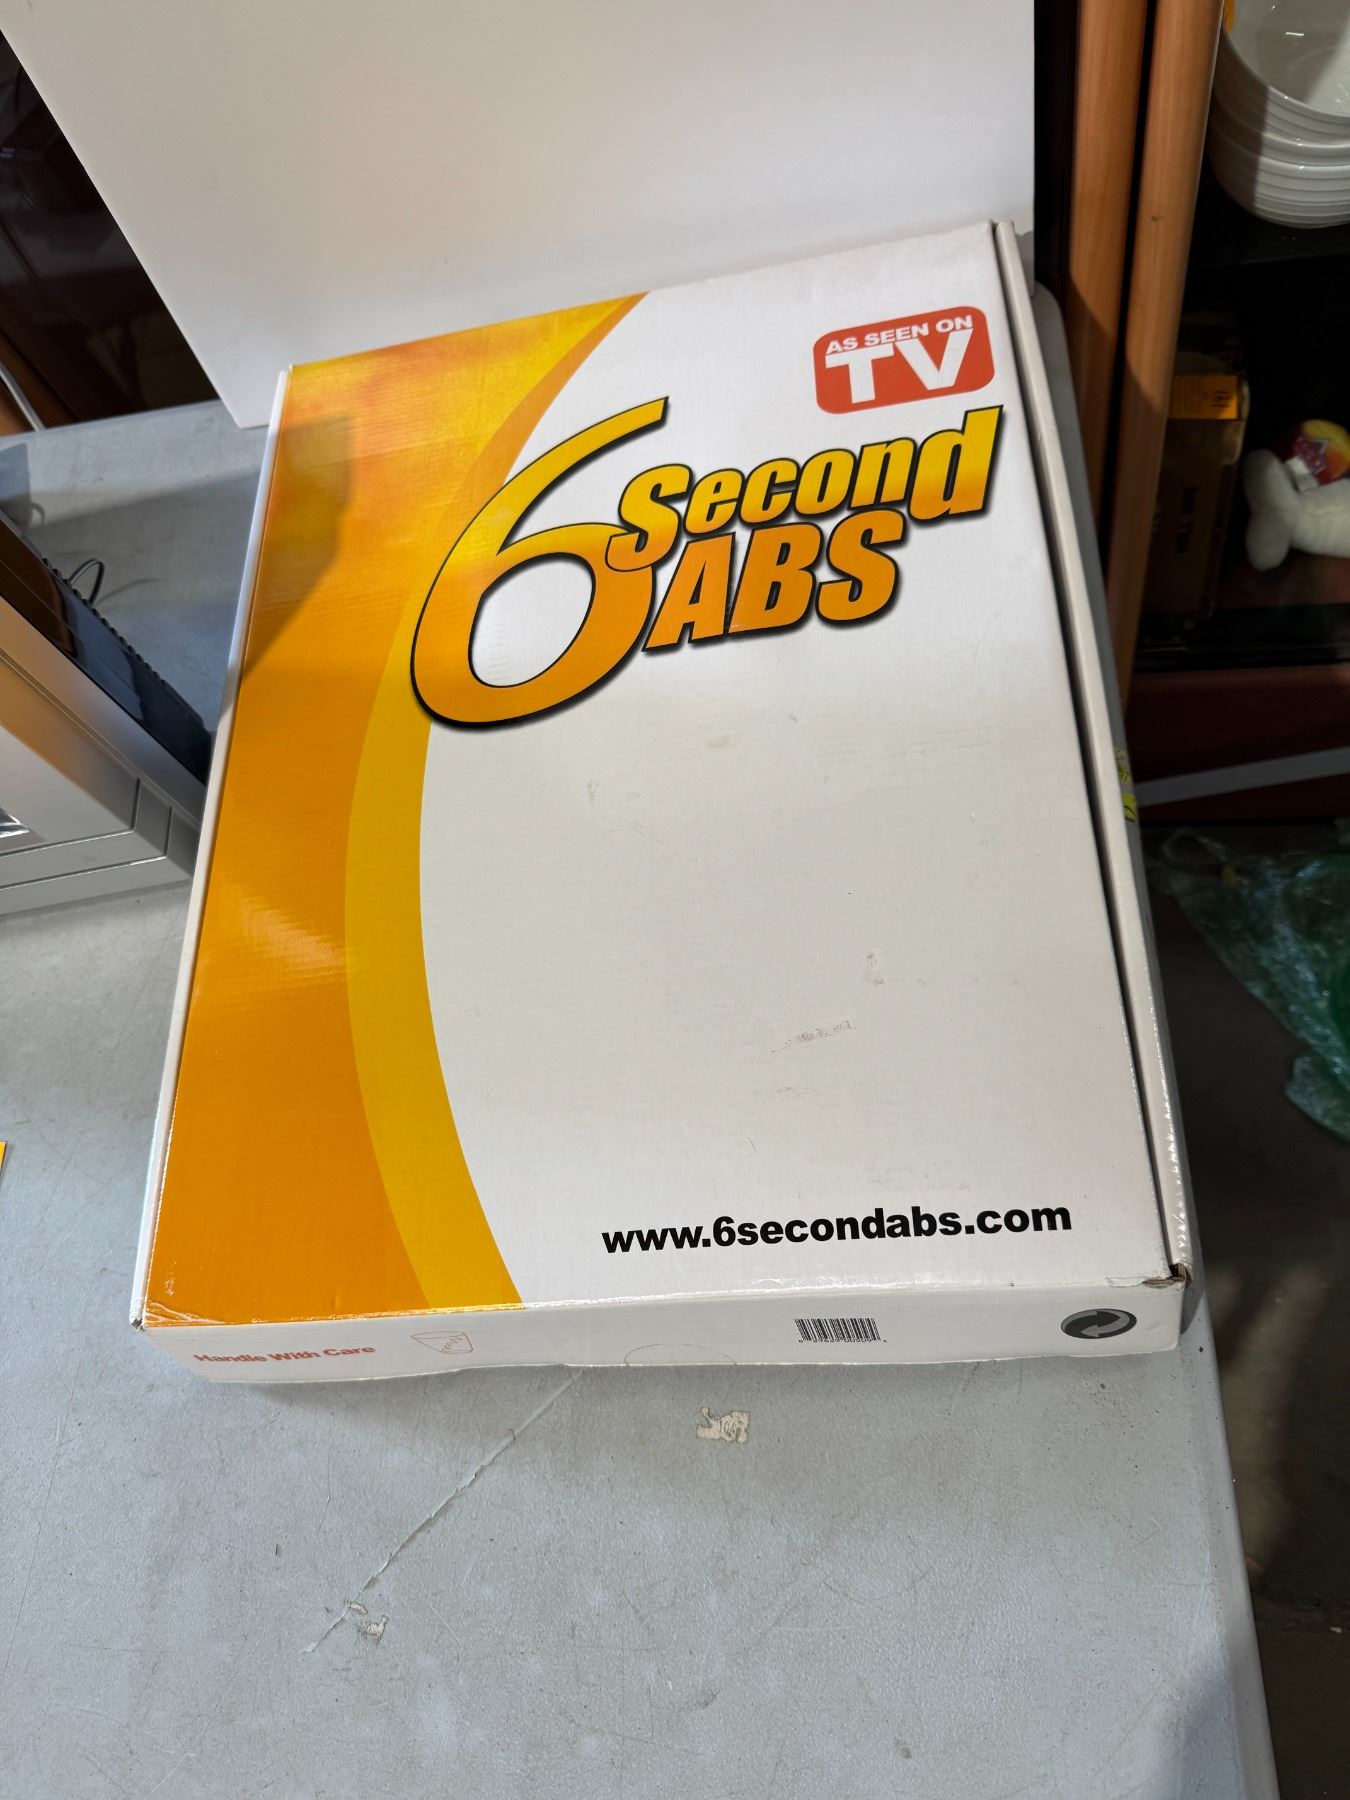 AS SEEN ON
TV
6 Second
ABS
www.6secondabs.com
Handle With Care